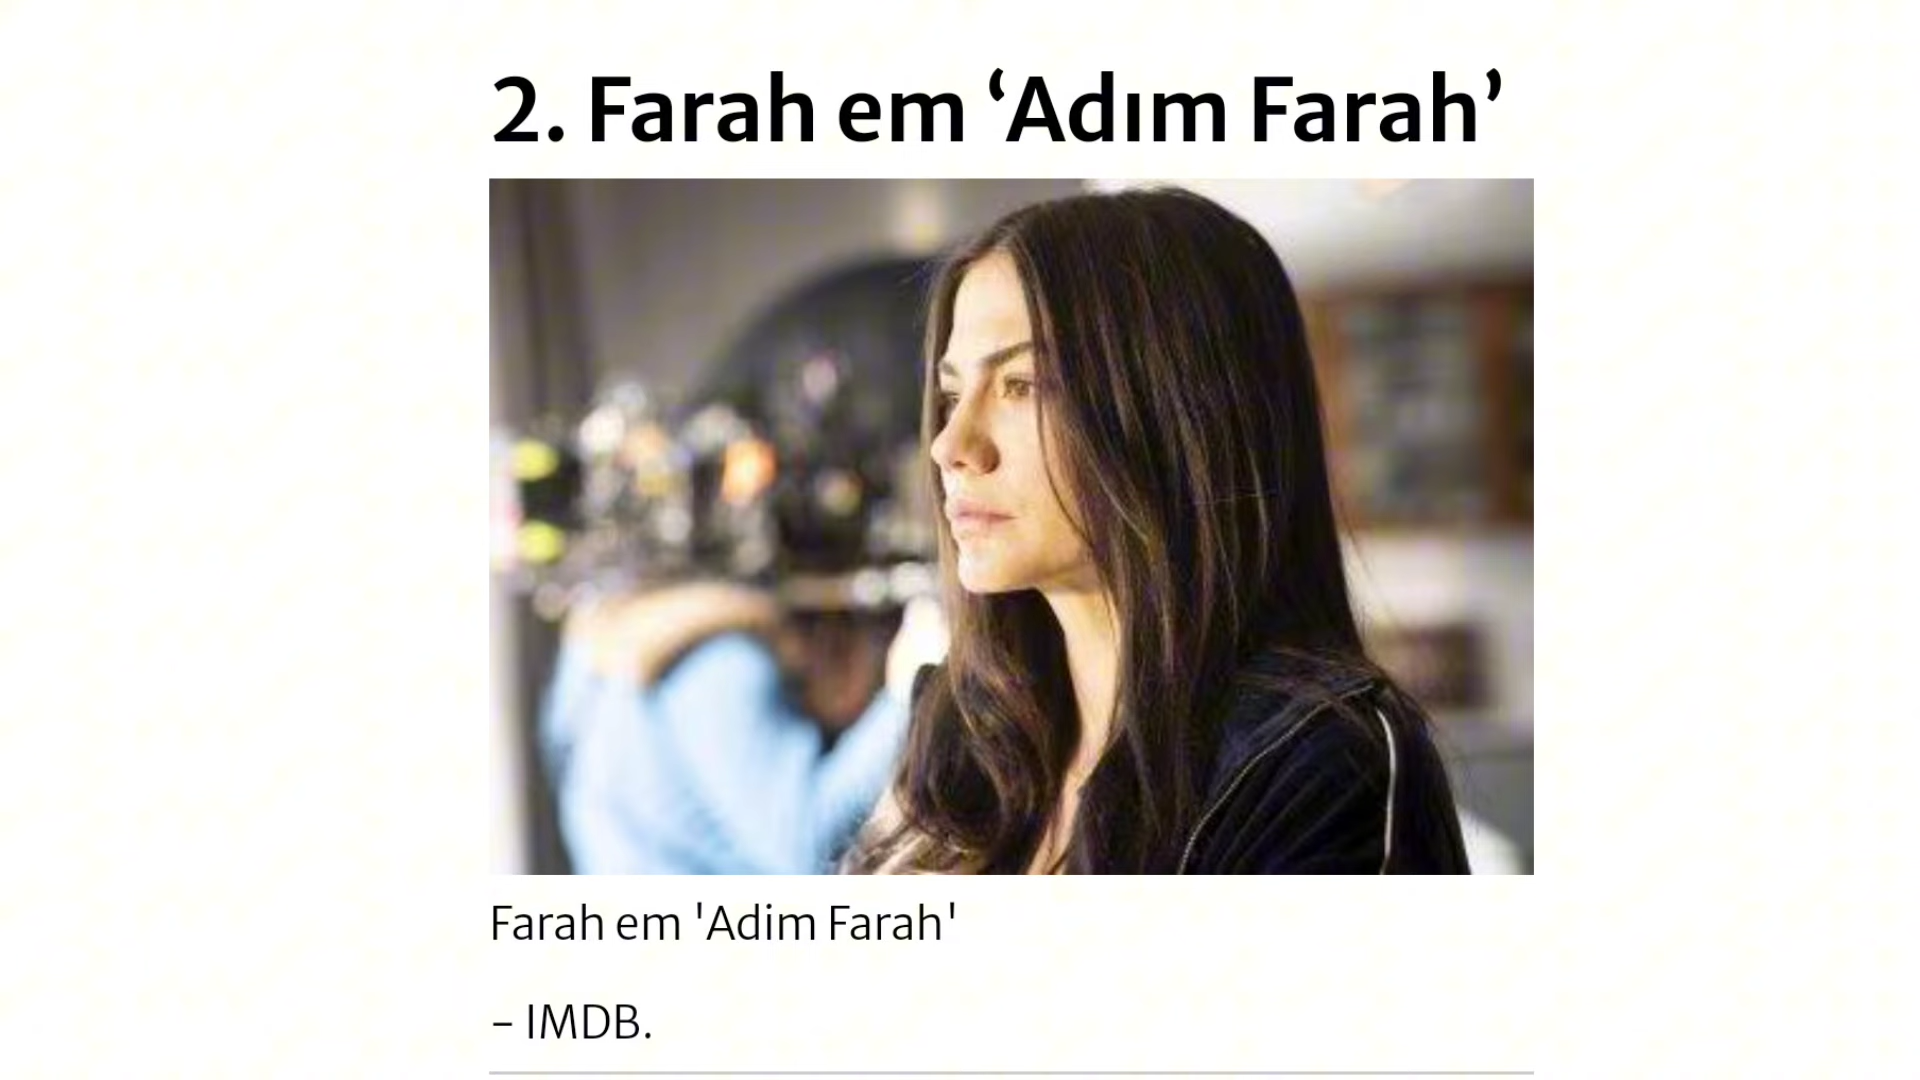 2. Farah em ‘Adım Farah’
Farah em 'Adim Farah'
– IMDB.